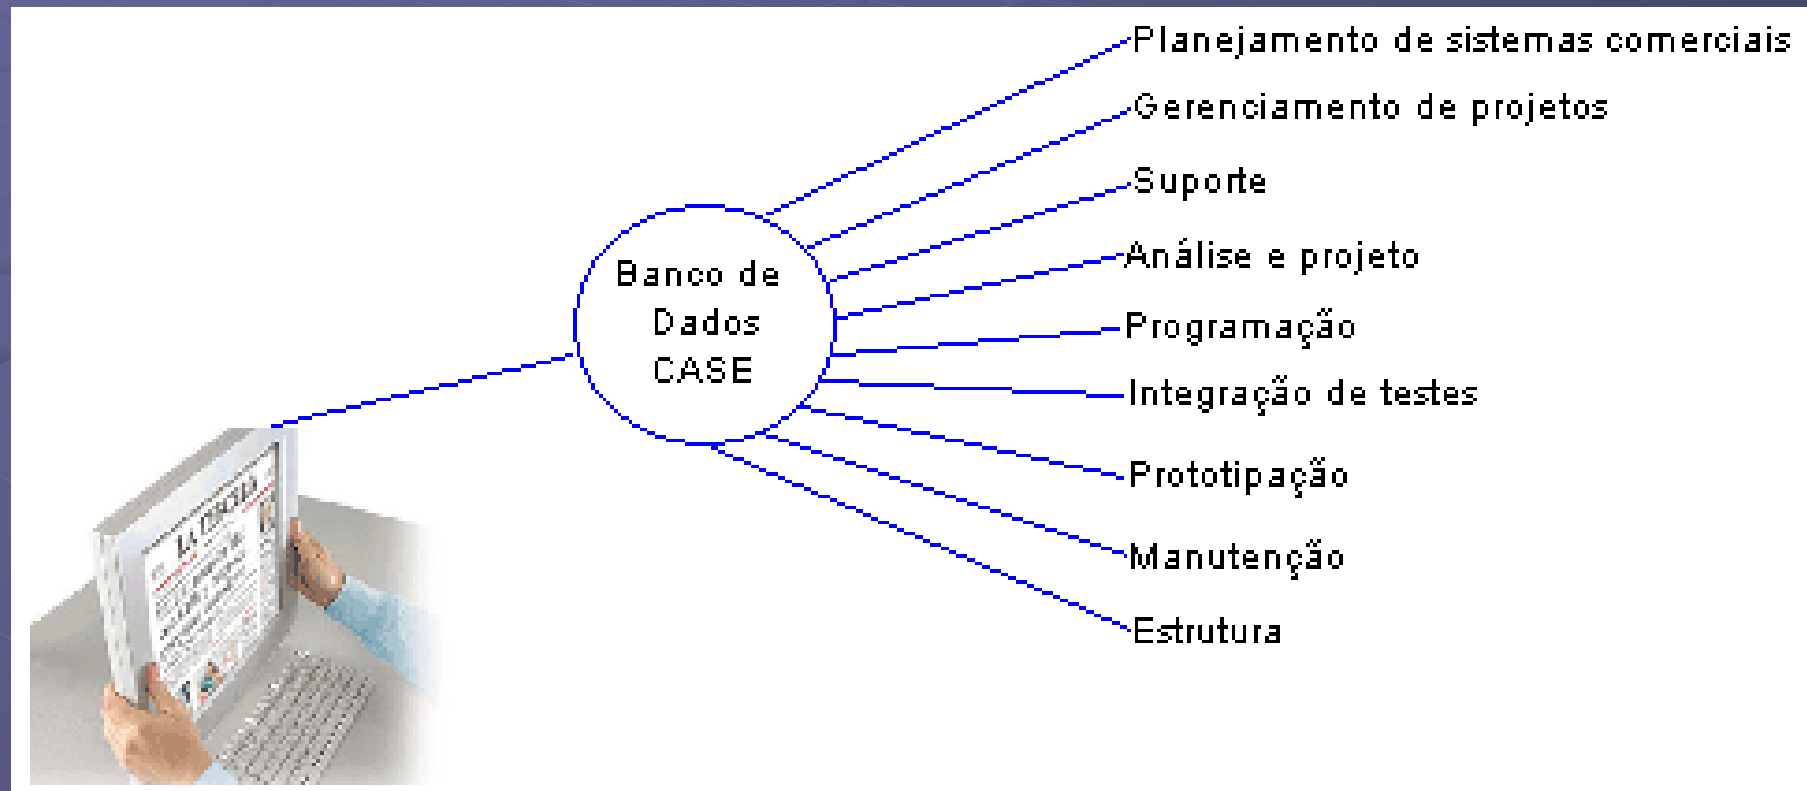 Planejamento de sistemas comerciais
Gerenciamento de projetos
Suporte
Análise e projeto
Programação
Integração de testes
Prototipação
Manutenção
Estrutura
Banco de
Dados
CASE